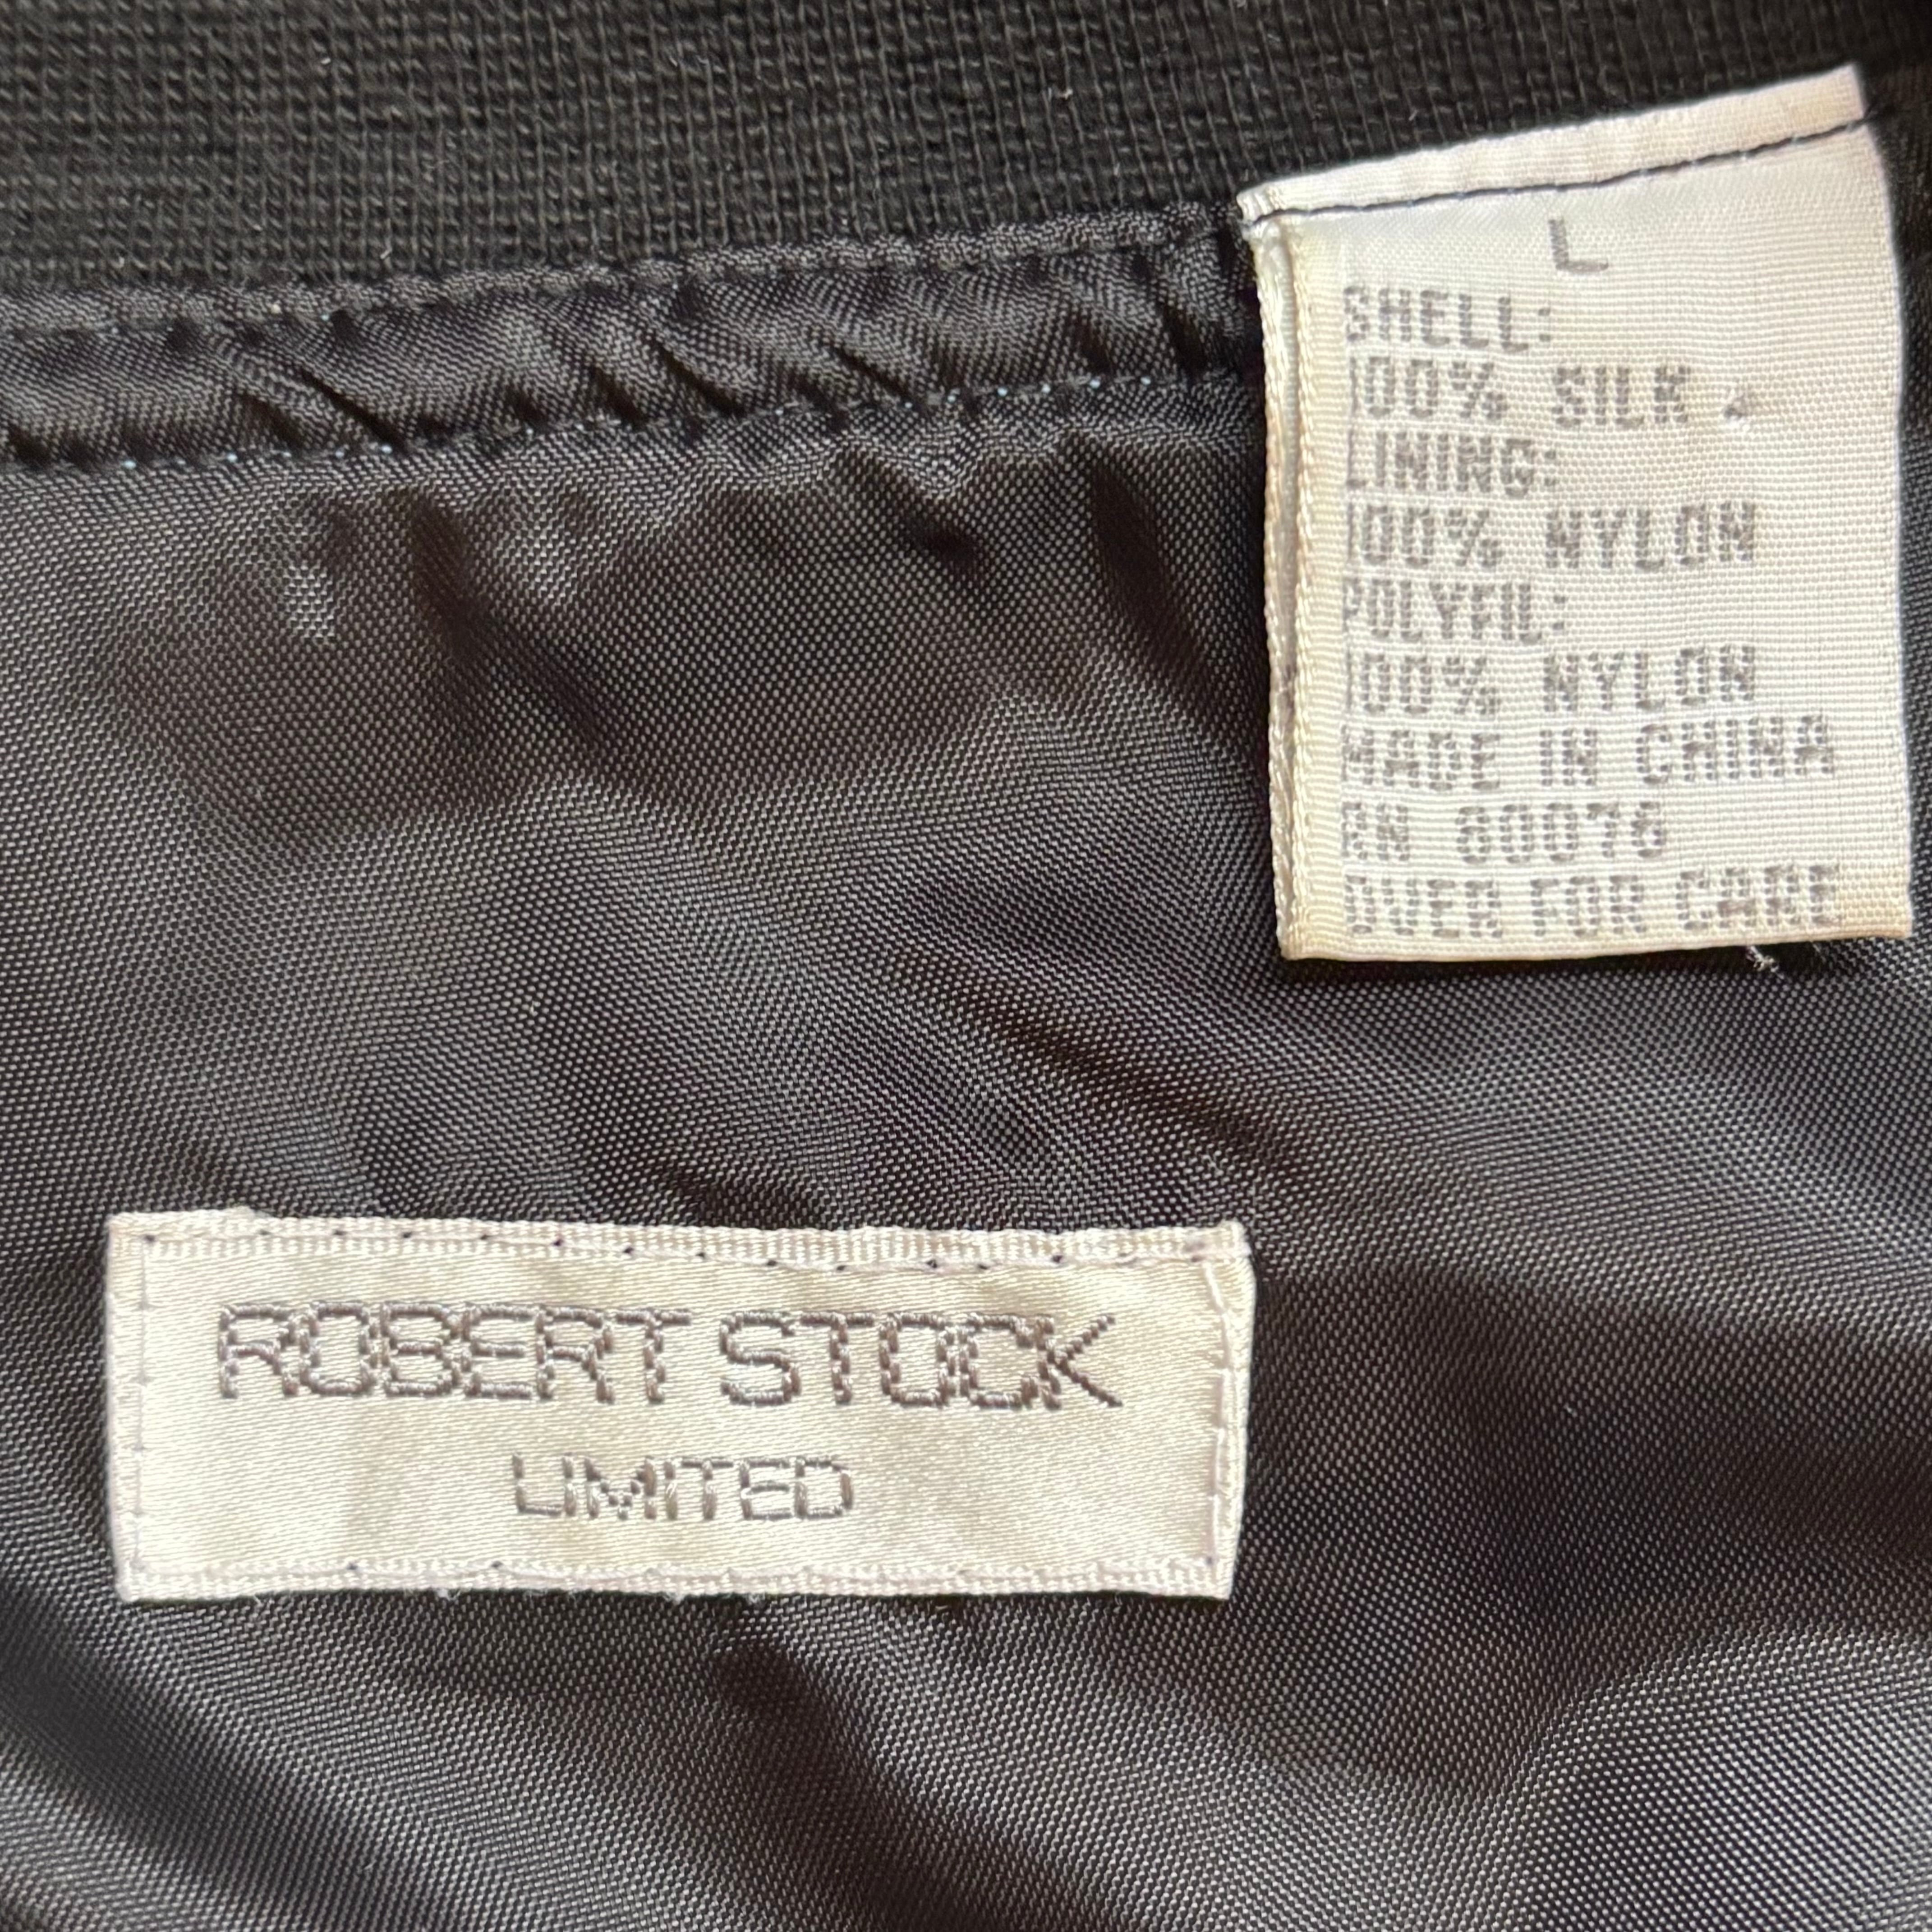 L
SHELL:
100% SILK
LINING:
100% NYLON
POLYFIL:
100% NYLON
MADE IN CHINA
RN 80076
OVER FOR CARE
ROBERT STOCK
LIMITED